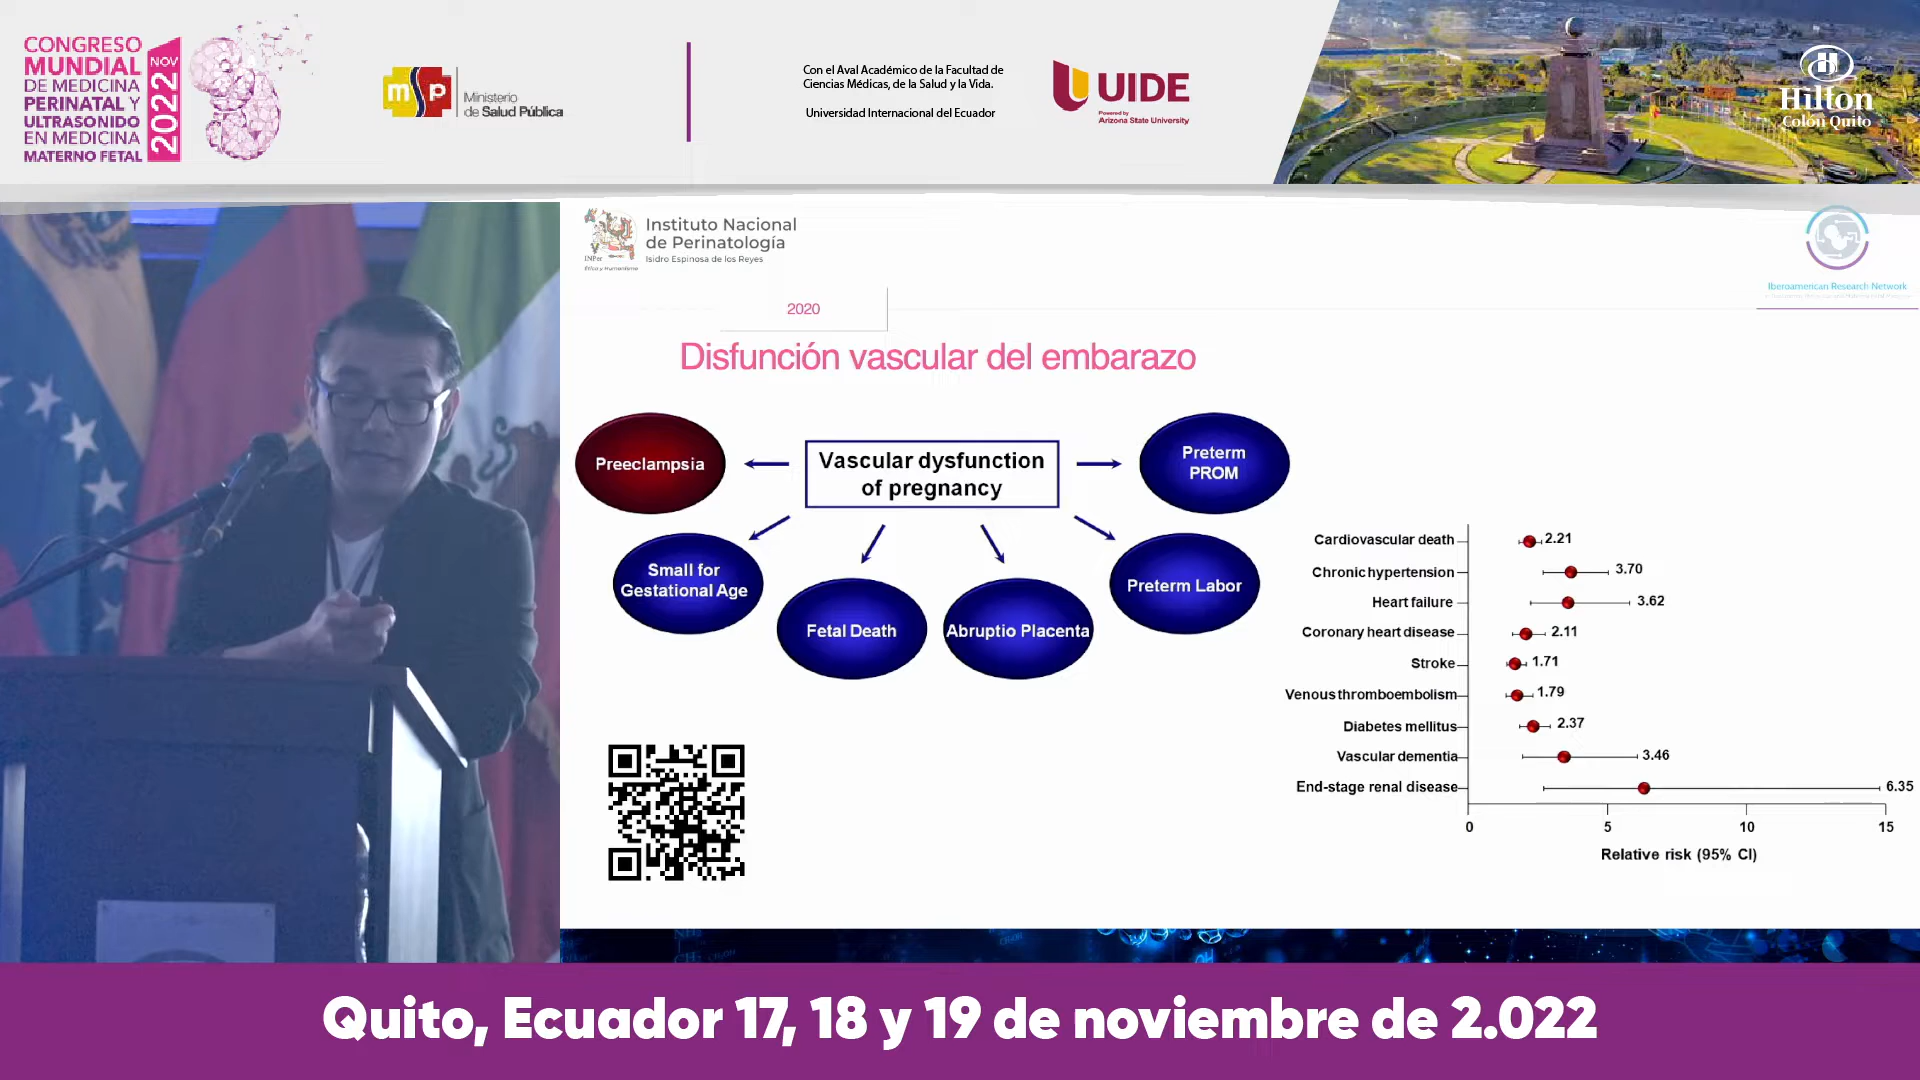 CONGRESO
MUNDIAL
DE MEDICINA
PERINATAL Y
ULTRASONIDO
EN MEDICINA
MATERNO FETAL
NOV
2022
msp
Ministerio
de Salud Pública
Con el Aval Académico de la Facultad de
Ciencias Médicas, de la Salud y la Vida.
Universidad Internacional del Ecuador
UIDE
Powered by
Arizona State University
Hilton
Colón Quito
INPer
Ética y Humanismo
Instituto Nacional
de Perinatología
Isidro Espinosa de los Reyes
Iberoamerican Research Network
2020
Disfunción vascular del embarazo
Preeclampsia
Vascular dysfunction
of pregnancy
Preterm
PROM
Small for
Gestational Age
Fetal Death
Abruptio Placenta
Preterm Labor
Cardiovascular death 2.21
Chronic hypertension 3.70
Heart failure 3.62
Coronary heart disease 2.11
Stroke 1.71
Venous thromboembolism 1.79
Diabetes mellitus 2.37
Vascular dementia 3.46
End-stage renal disease 6.35
0 5 10 15
Relative risk (95% CI)
Quito, Ecuador 17, 18 y 19 de noviembre de 2.022